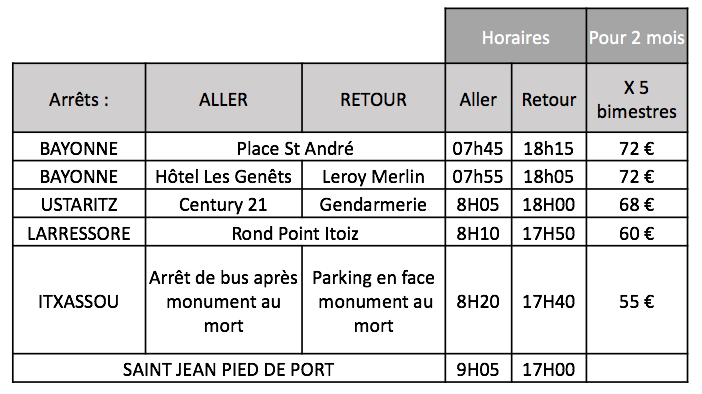 Horaires Pour 2 mois
Arrêts : ALLER RETOUR Aller Retour X 5
bimestres
BAYONNE Place St André 07h45 18h15 72 €
BAYONNE Hôtel Les Genêts Leroy Merlin 07h55 18h05 72 €
USTARITZ Century 21 Gendarmerie 8H05 18H00 68 €
LARRESSORE Rond Point Itoiz 8H10 17H50 60 €
Arrêt de bus après Parking en face
ITXASSOU monument au monument au 8H20 17H40 55 €
mort mort
SAINT JEAN PIED DE PORT 9H05 17H00